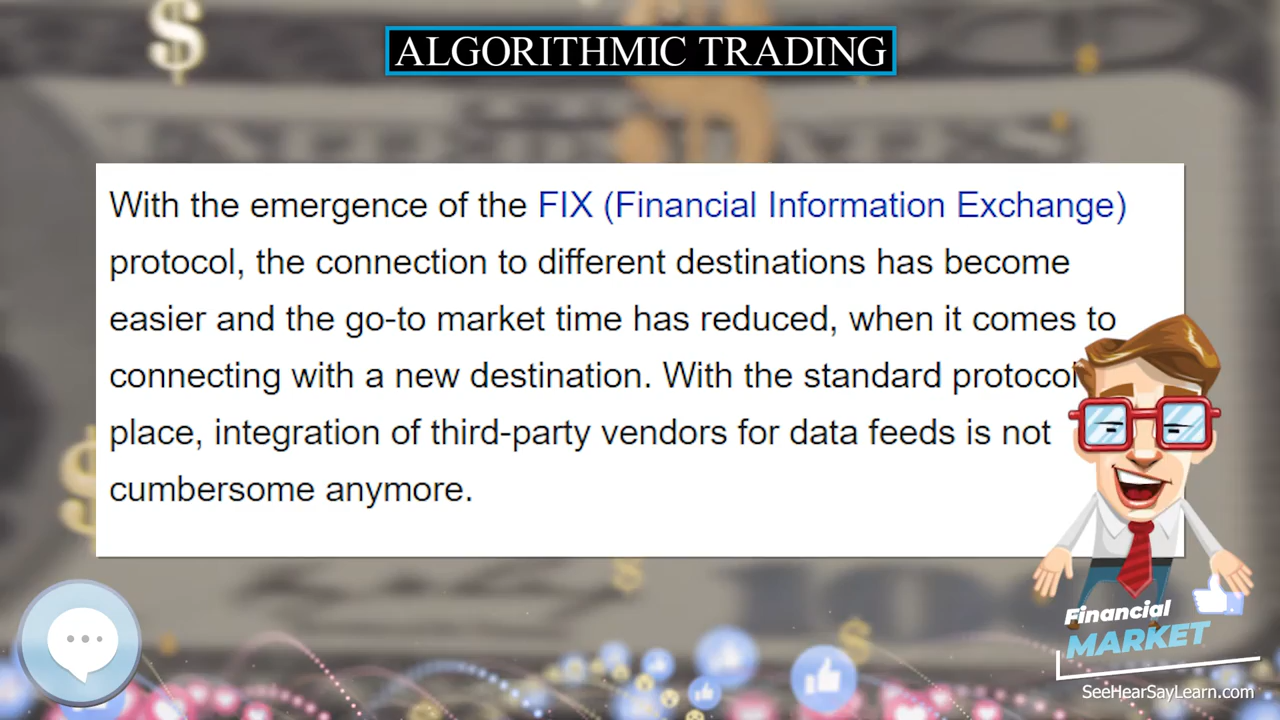 ALGORITHMIC TRADING
With the emergence of the FIX (Financial Information Exchange)
protocol, the connection to different destinations has become
easier and the go-to market time has reduced, when it comes to
connecting with a new destination. With the standard protocol
place, integration of third-party vendors for data feeds is not
cumbersome anymore.
Financial
MARKET
SeeHearSayLearn.com